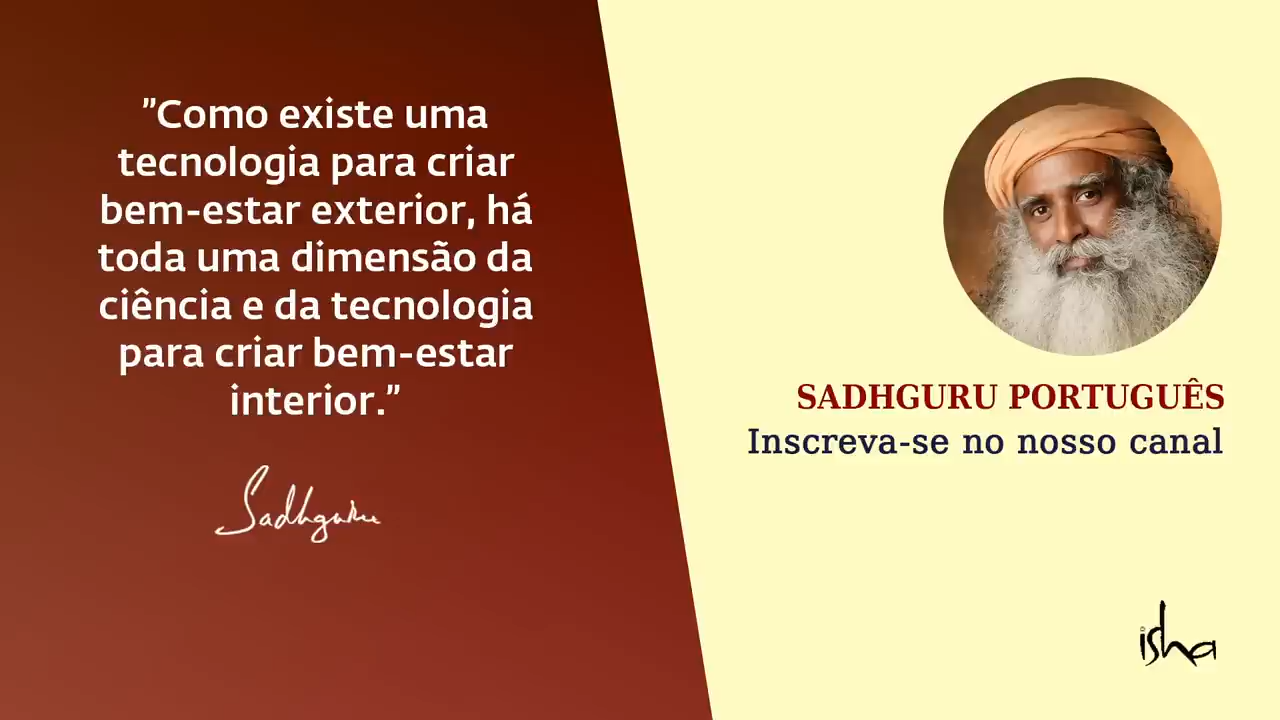 "Como existe uma
tecnologia para criar
bem-estar exterior, há
toda uma dimensão da
ciência e da tecnologia
para criar bem-estar
interior."
Sadhguru
SADHGURU PORTUGUÊS
Inscreva-se no nosso canal
isha